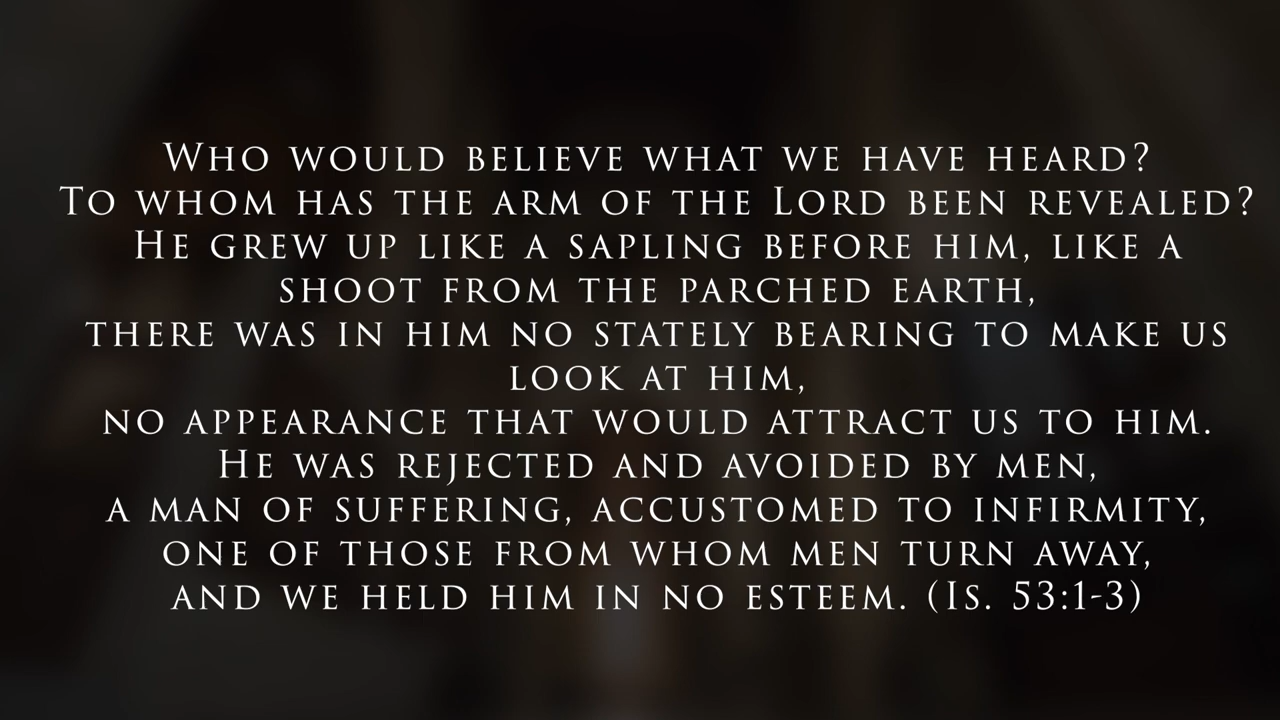 Who would believe what we have heard?
To whom has the arm of the Lord been revealed?
He grew up like a sapling before him, like a
shoot from the parched earth,
there was in him no stately bearing to make us
look at him,
no appearance that would attract us to him.
He was rejected and avoided by men,
a man of suffering, accustomed to infirmity,
one of those from whom men turn away,
and we held him in no esteem. (Is. 53:1-3)